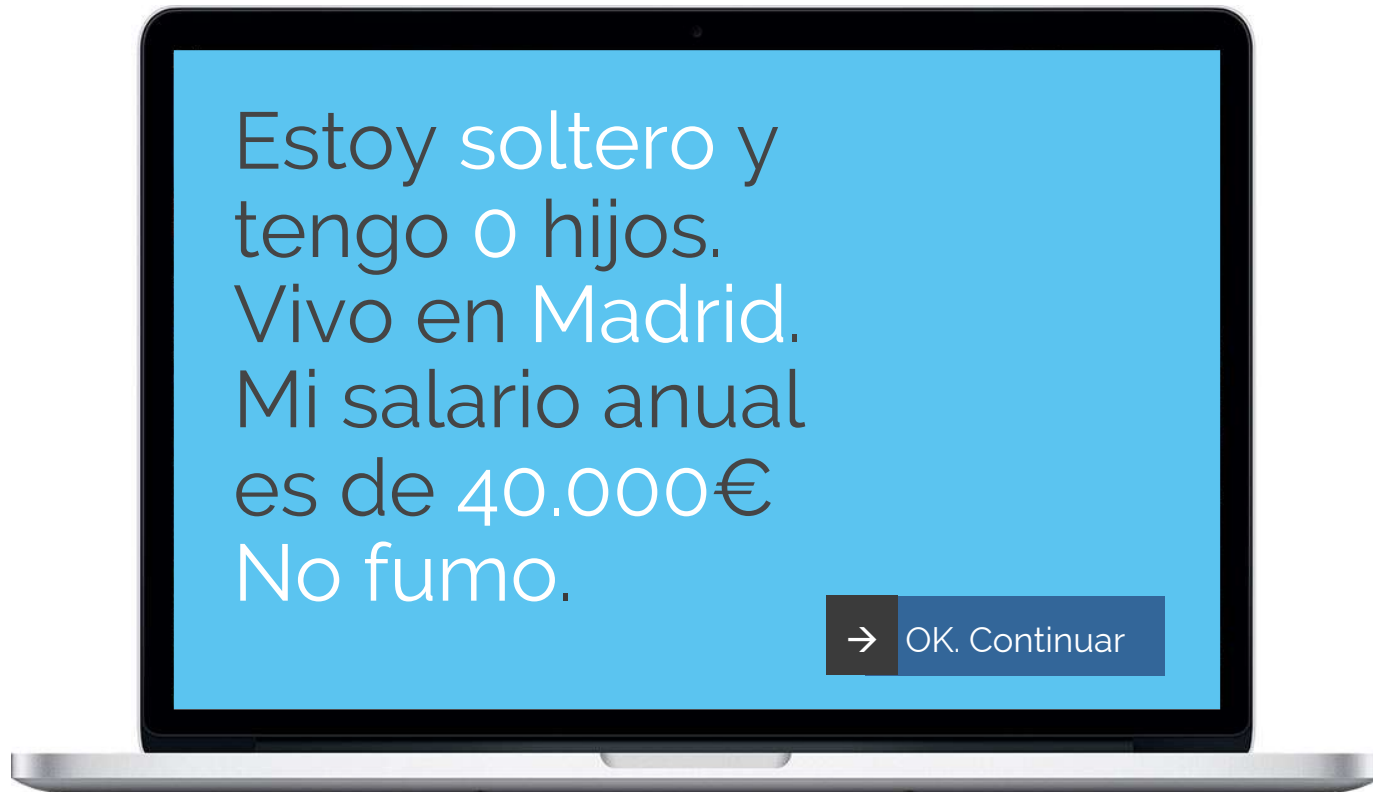 Estoy soltero y
tengo 0 hijos.
Vivo en Madrid.
Mi salario anual
es de 40.000€
No fumo.
→ OK. Continuar